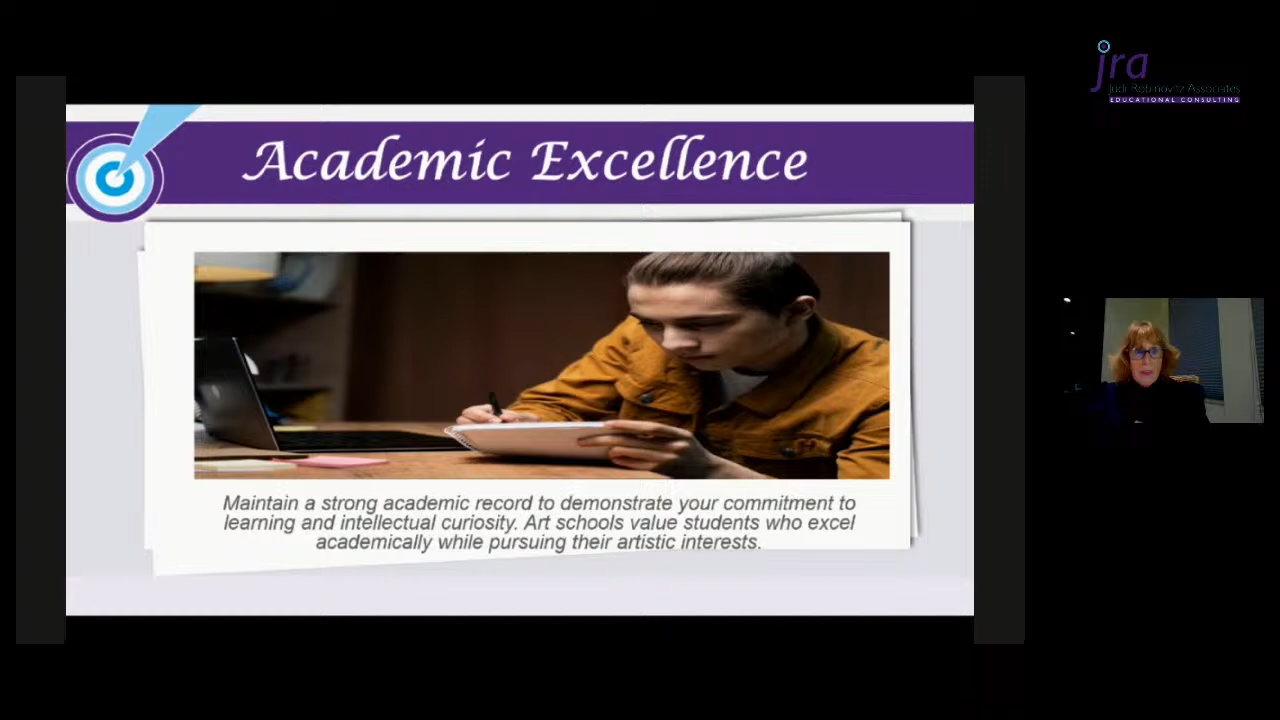 Academic Excellence
Maintain a strong academic record to demonstrate your commitment to
learning and intellectual curiosity. Art schools value students who excel
academically while pursuing their artistic interests.
jra
Judi Robinovitz Associates
EDUCATIONAL CONSULTING